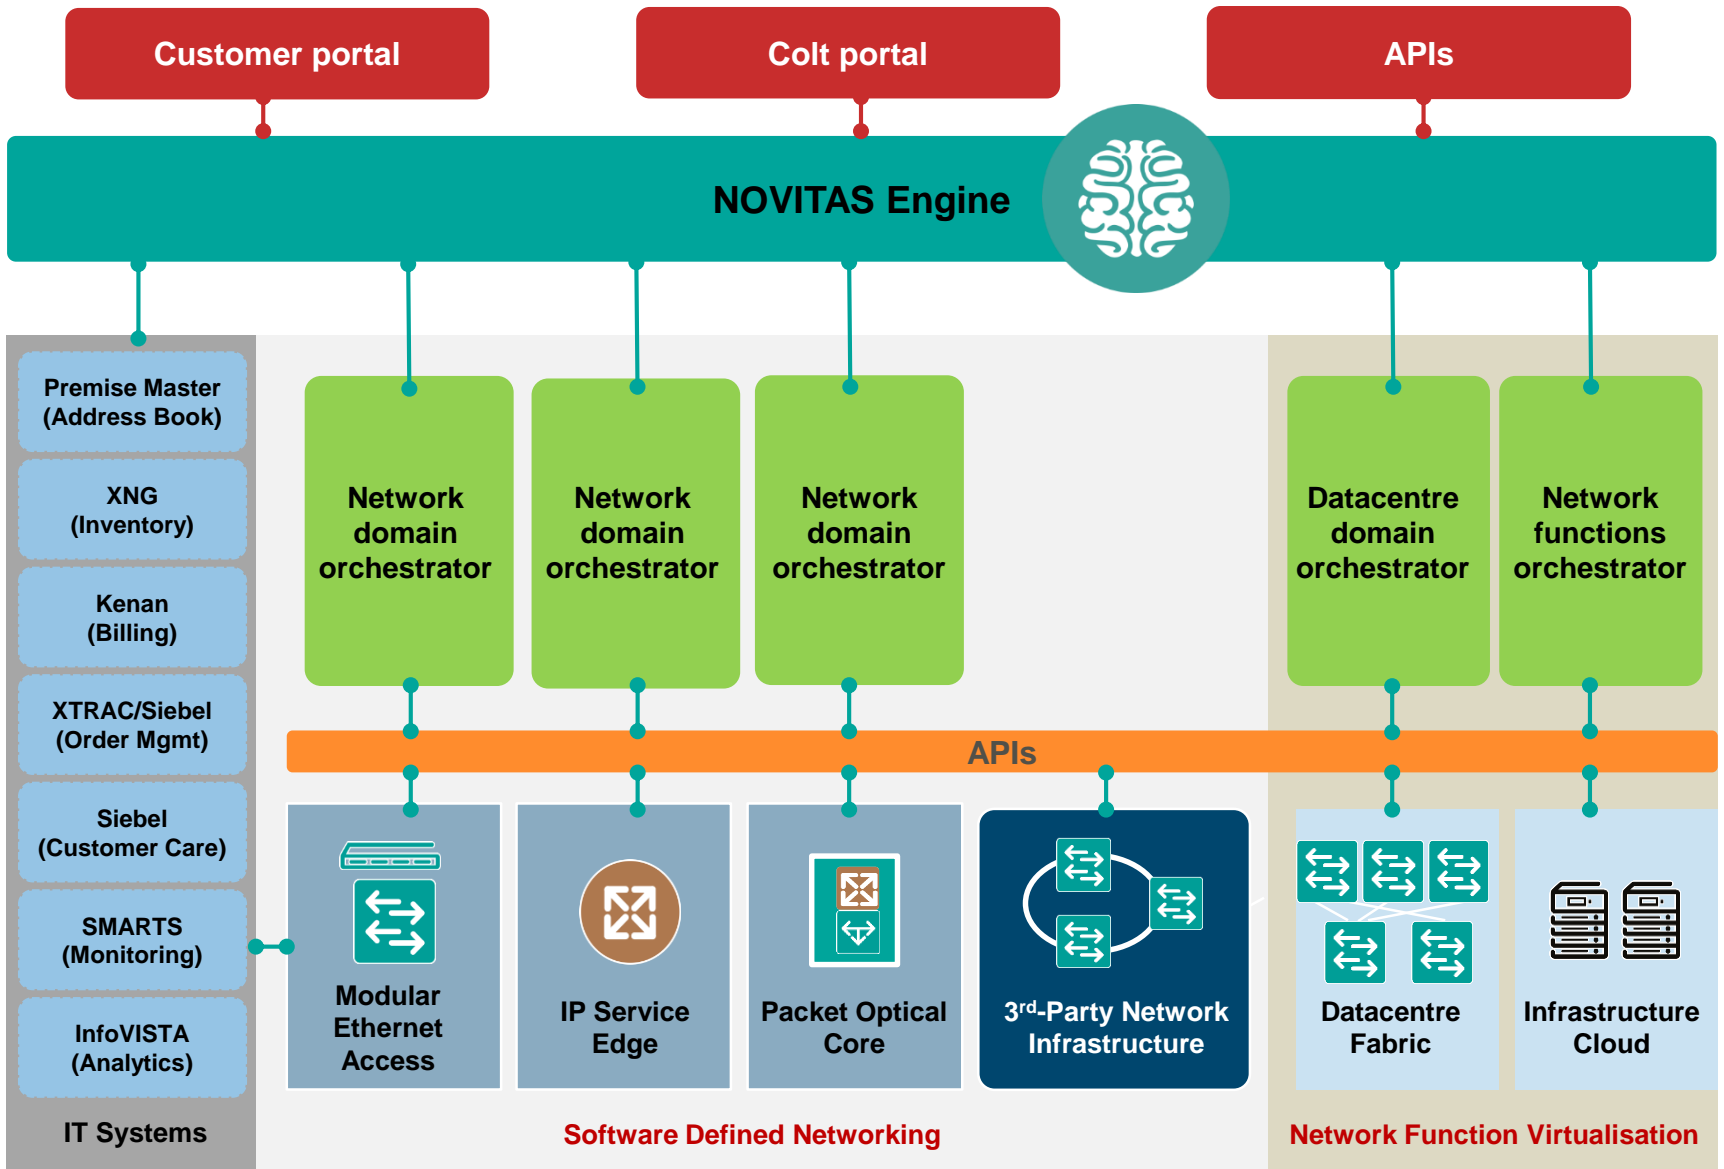 Customer portal
Colt portal
APIs
NOVITAS Engine
Premise Master
(Address Book)
XNG
(Inventory)
Kenan
(Billing)
XTRAC/Siebel
(Order Mgmt)
Siebel
(Customer Care)
SMARTS
(Monitoring)
InfoVISTA
(Analytics)
IT Systems
Network
domain
orchestrator
Network
domain
orchestrator
Network
domain
orchestrator
Datacentre
domain
orchestrator
Network
functions
orchestrator
APIs
Modular
Ethernet
Access
IP Service
Edge
Packet Optical
Core
3rd-Party Network
Infrastructure
Datacentre
Fabric
Infrastructure
Cloud
Software Defined Networking
Network Function Virtualisation